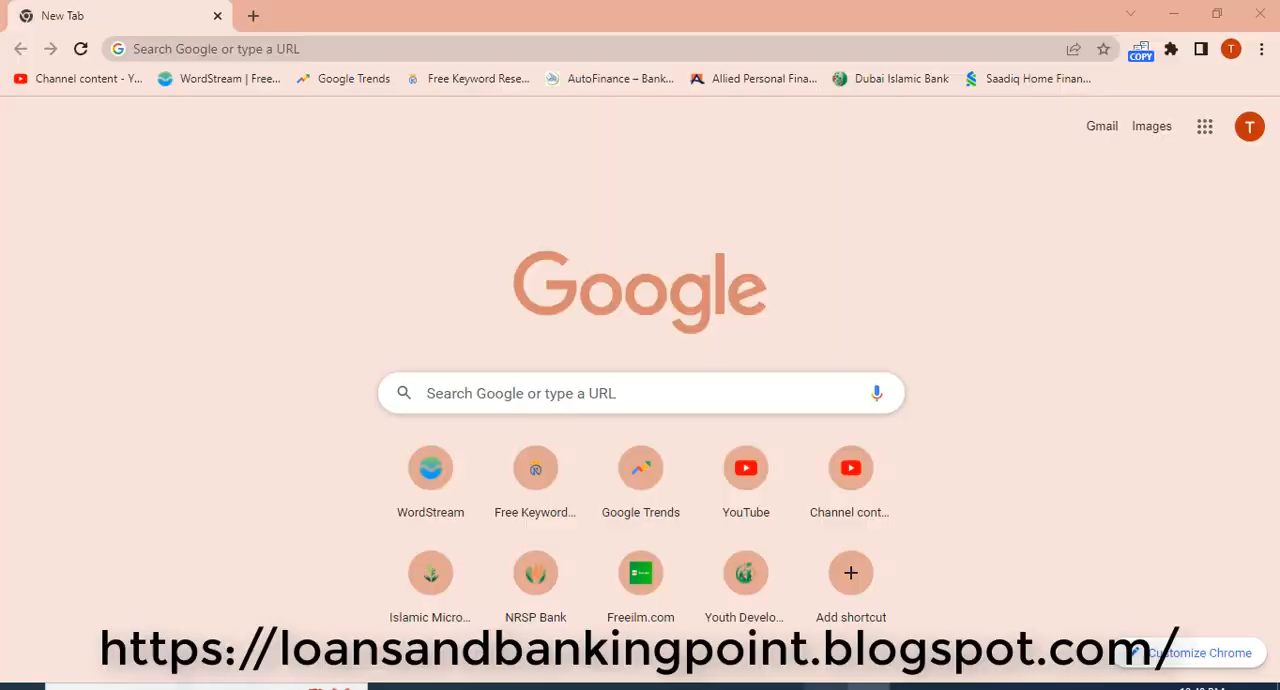 New Tab
Search Google or type a URL
COPY
T
Channel content - Y... WordStream | Free... Google Trends Free Keyword Rese... AutoFinance – Bank... Allied Personal Fina... Dubai Islamic Bank Saadiq Home Finan...
Gmail Images T
Google
Search Google or type a URL
WordStream Free Keyword... Google Trends YouTube Channel cont...
Islamic Micro... NRSP Bank Freeilm.com Youth Develo... Add shortcut
https://loansandbankingpoint.blogspot.com/
Customize Chrome